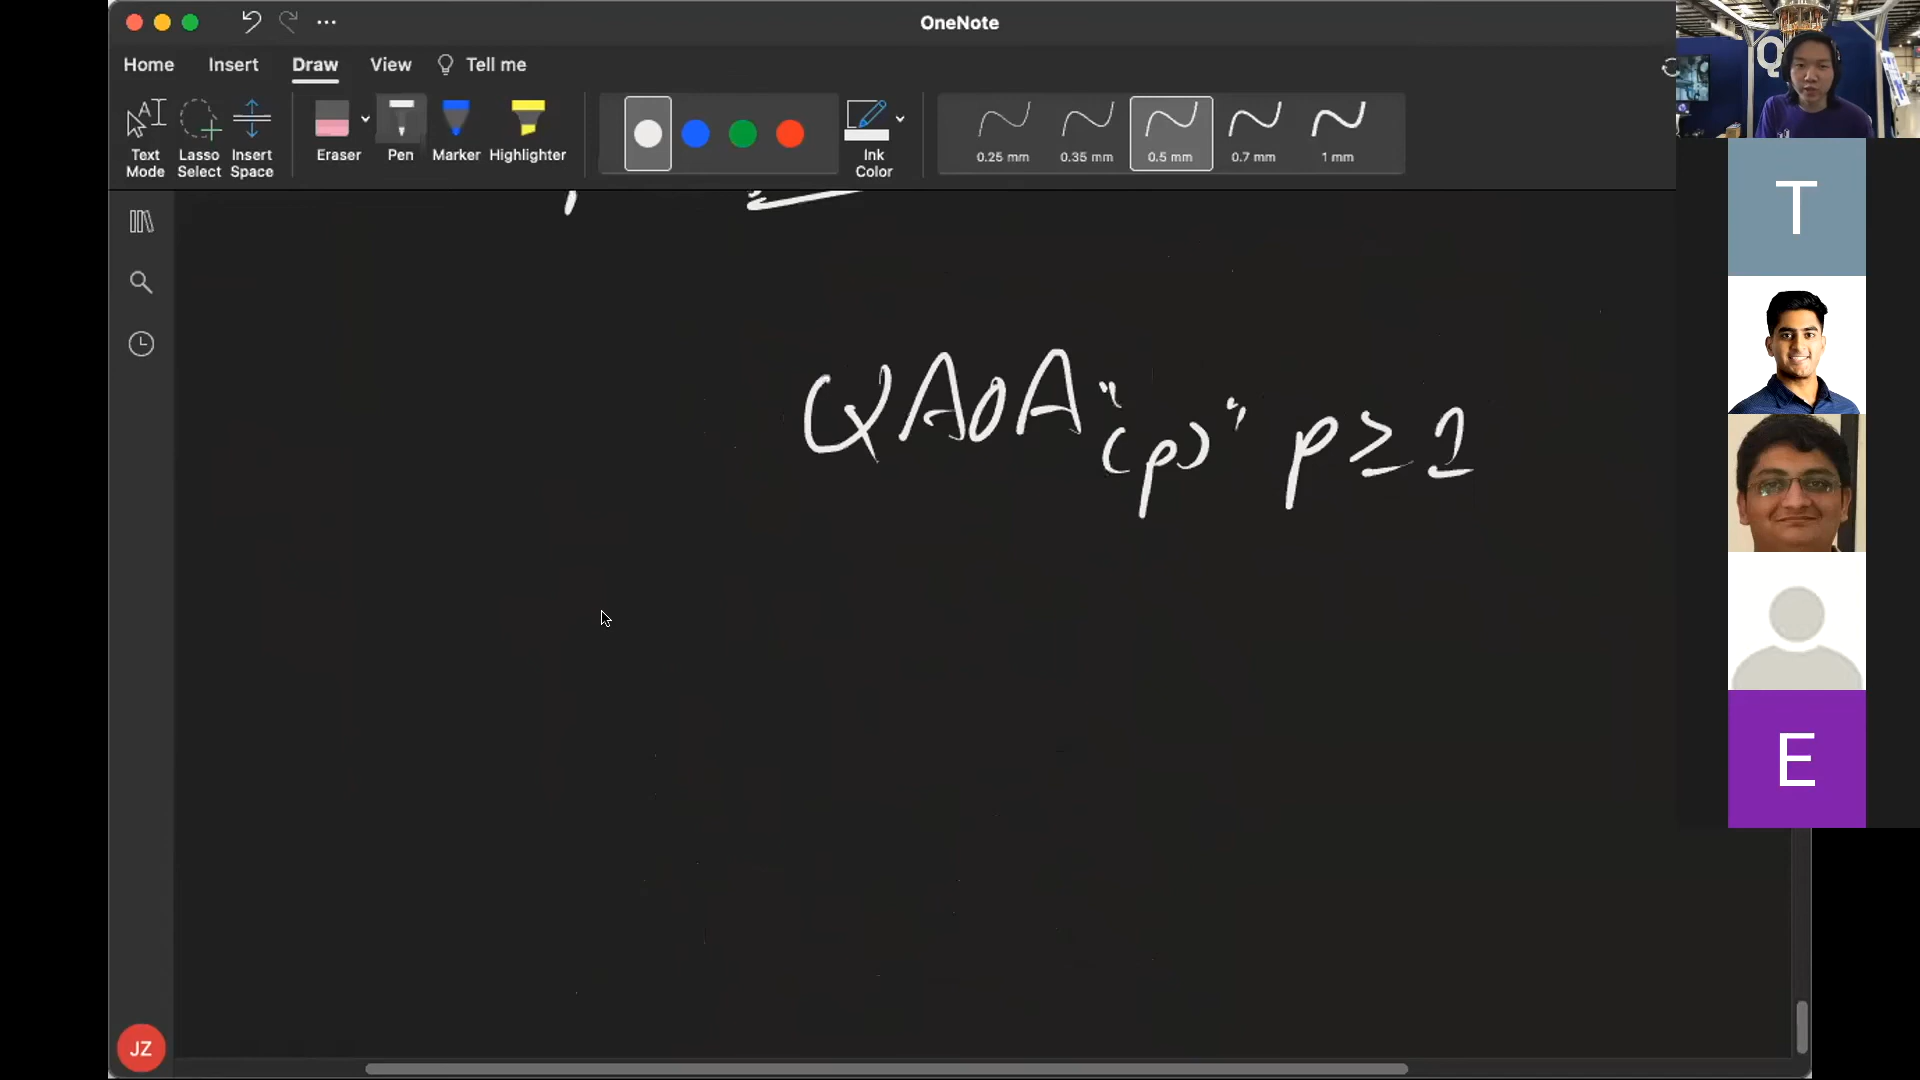 OneNote
Home Insert Draw View Tell me
Text Mode
Lasso Select
Insert Space
Eraser
Pen
Marker
Highlighter
Ink Color
0.25 mm
0.35 mm
0.5 mm
0.7 mm
1 mm
QAOA "(p)" p ≥ 1
JZ
Q
T
E